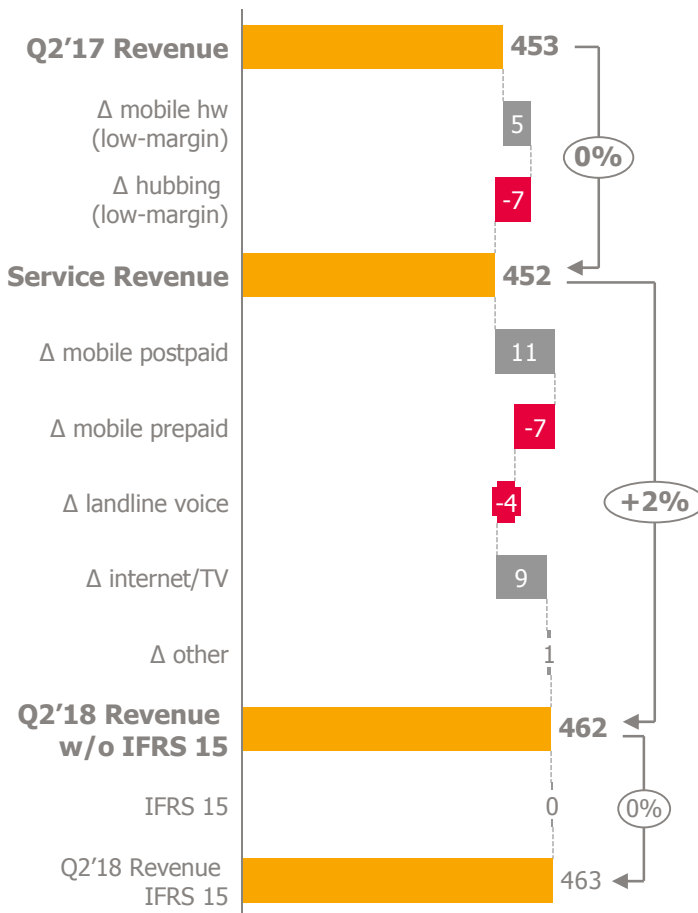 Q2'17 Revenue 453
Δ mobile hw
(low-margin) 5
0%
Δ hubbing
(low-margin) -7
Service Revenue 452
Δ mobile postpaid 11
Δ mobile prepaid -7
Δ landline voice -4
+2%
Δ internet/TV 9
Δ other 1
Q2'18 Revenue
w/o IFRS 15 462
IFRS 15 0
0%
Q2'18 Revenue
IFRS 15 463